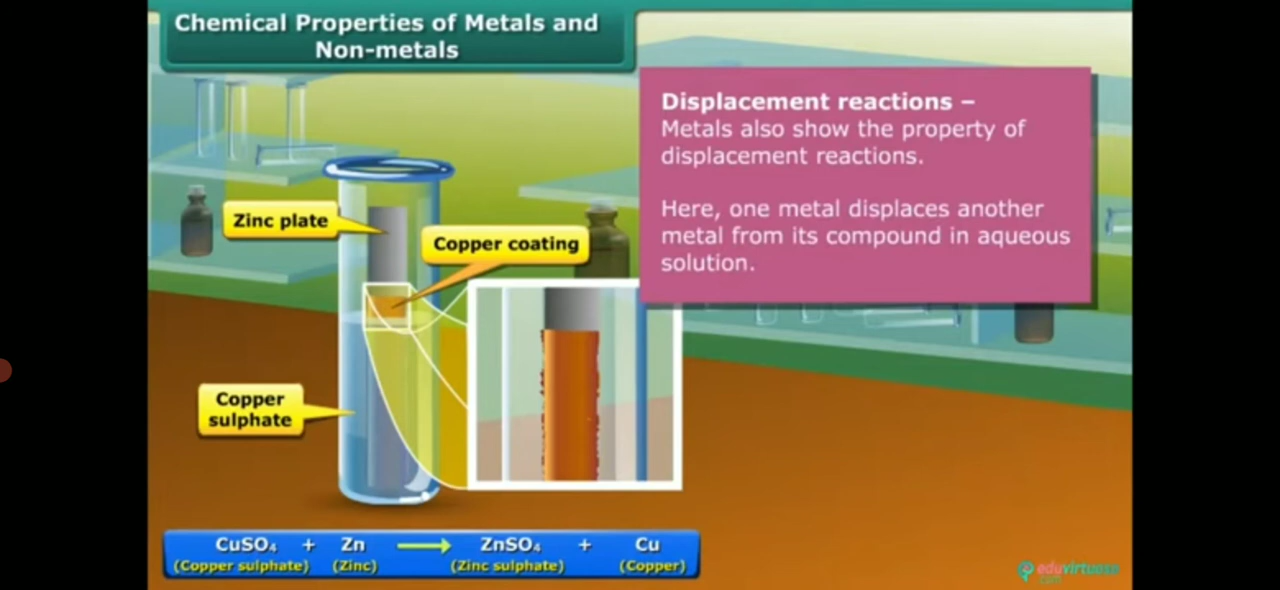 Chemical Properties of Metals and
Non-metals
Displacement reactions –
Metals also show the property of
displacement reactions.
Here, one metal displaces another
metal from its compound in aqueous
solution.
Zinc plate
Copper coating
Copper
sulphate
CuSO₄ + Zn ⟶ ZnSO₄ + Cu
(Copper sulphate) (Zinc) (Zinc sulphate) (Copper)
eduvirtuoso
.com